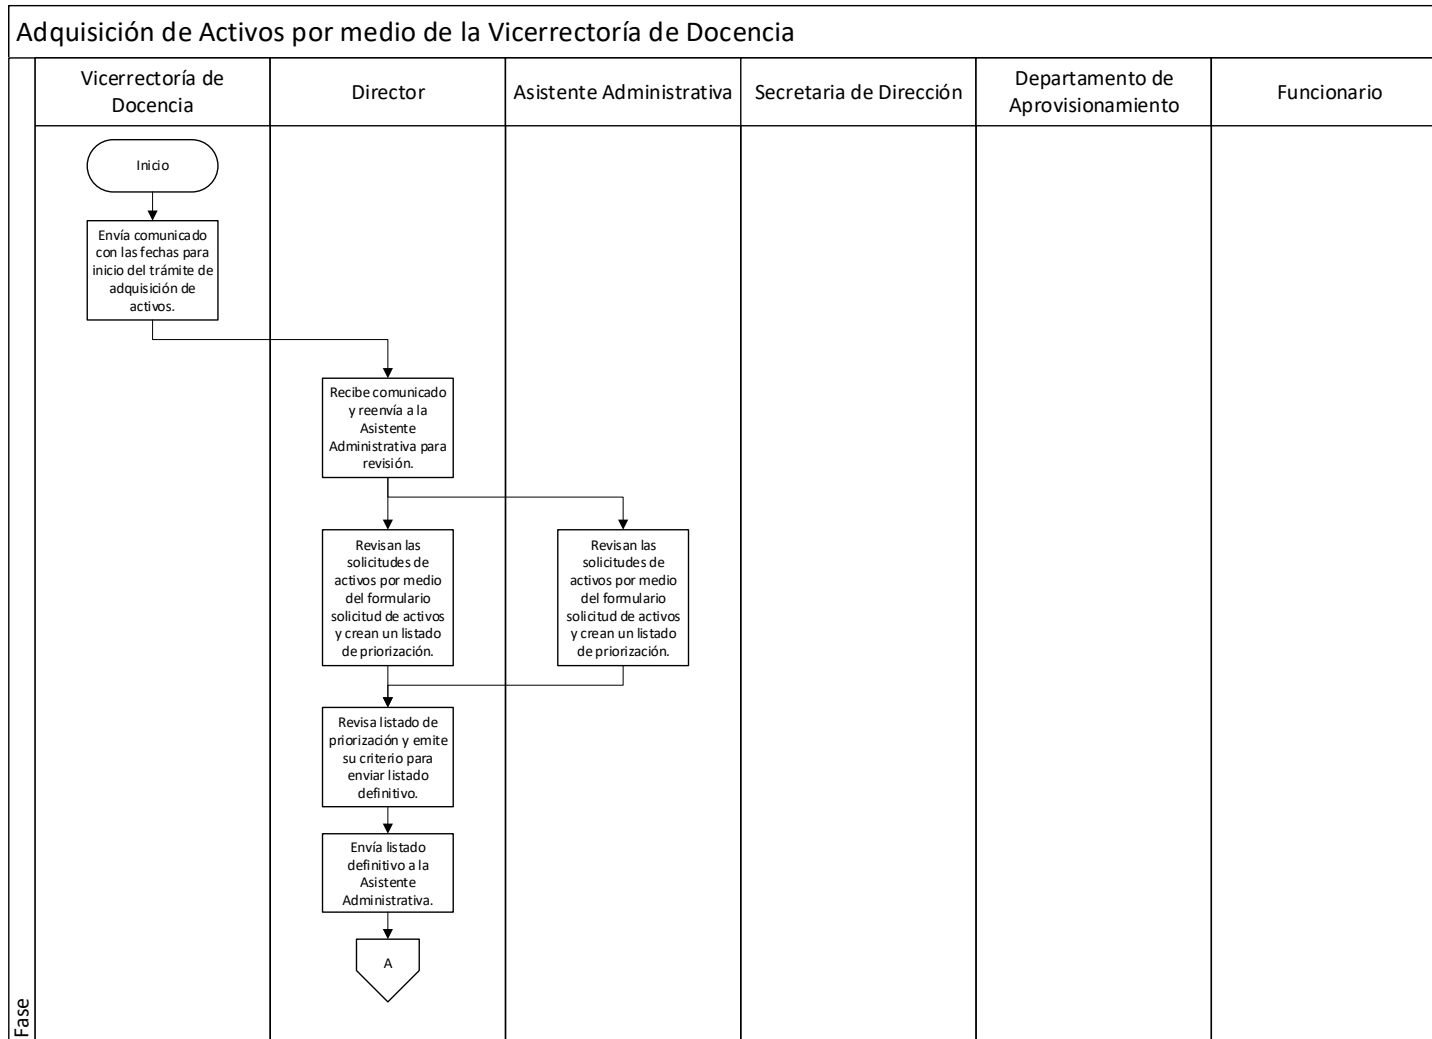 Adquisición de Activos por medio de la Vicerrectoría de Docencia
Vicerrectoría de
Docencia
Director
Asistente Administrativa
Secretaria de Dirección
Departamento de
Aprovisionamiento
Funcionario
Inicio
Envía comunicado
con las fechas para
inicio del trámite de
adquisición de
activos.
Recibe comunicado
y reenvía a la
Asistente
Administrativa para
revisión.
Revisan las
solicitudes de
activos por medio
del formulario
solicitud de activos
y crean un listado
de priorización.
Revisan las
solicitudes de
activos por medio
del formulario
solicitud de activos
y crean un listado
de priorización.
Revisa listado de
priorización y emite
su criterio para
enviar listado
definitivo.
Envía listado
definitivo a la
Asistente
Administrativa.
A
Fase